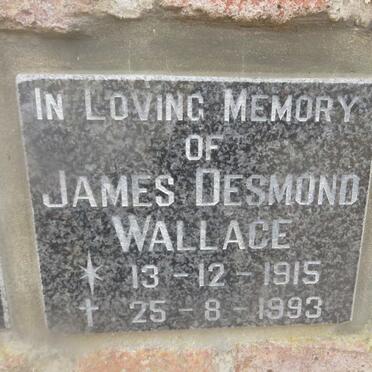 IN LOVING MEMORY
OF
JAMES DESMOND
WALLACE
* 13-12-1915
✝ 25-8-1993